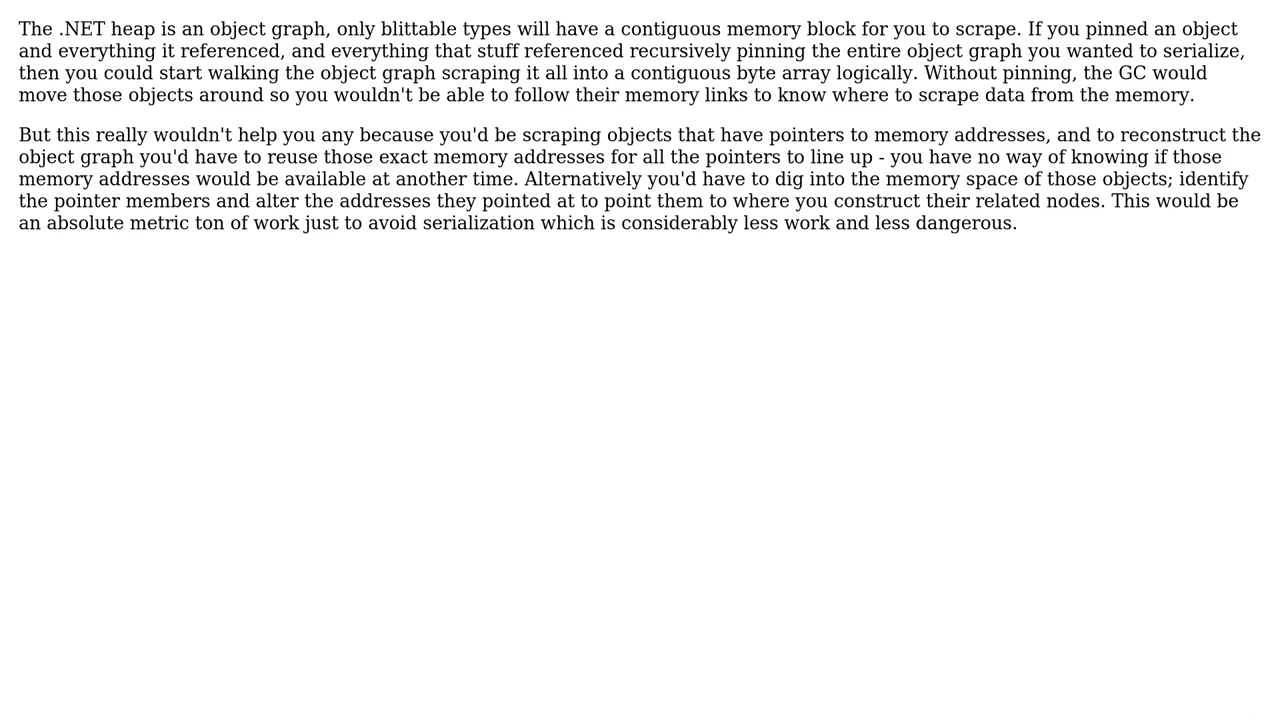 The .NET heap is an object graph, only blittable types will have a contiguous memory block for you to scrape. If you pinned an object
and everything it referenced, and everything that stuff referenced recursively pinning the entire object graph you wanted to serialize,
then you could start walking the object graph scraping it all into a contiguous byte array logically. Without pinning, the GC would
move those objects around so you wouldn't be able to follow their memory links to know where to scrape data from the memory.
But this really wouldn't help you any because you'd be scraping objects that have pointers to memory addresses, and to reconstruct the
object graph you'd have to reuse those exact memory addresses for all the pointers to line up - you have no way of knowing if those
memory addresses would be available at another time. Alternatively you'd have to dig into the memory space of those objects; identify
the pointer members and alter the addresses they pointed at to point them to where you construct their related nodes. This would be
an absolute metric ton of work just to avoid serialization which is considerably less work and less dangerous.